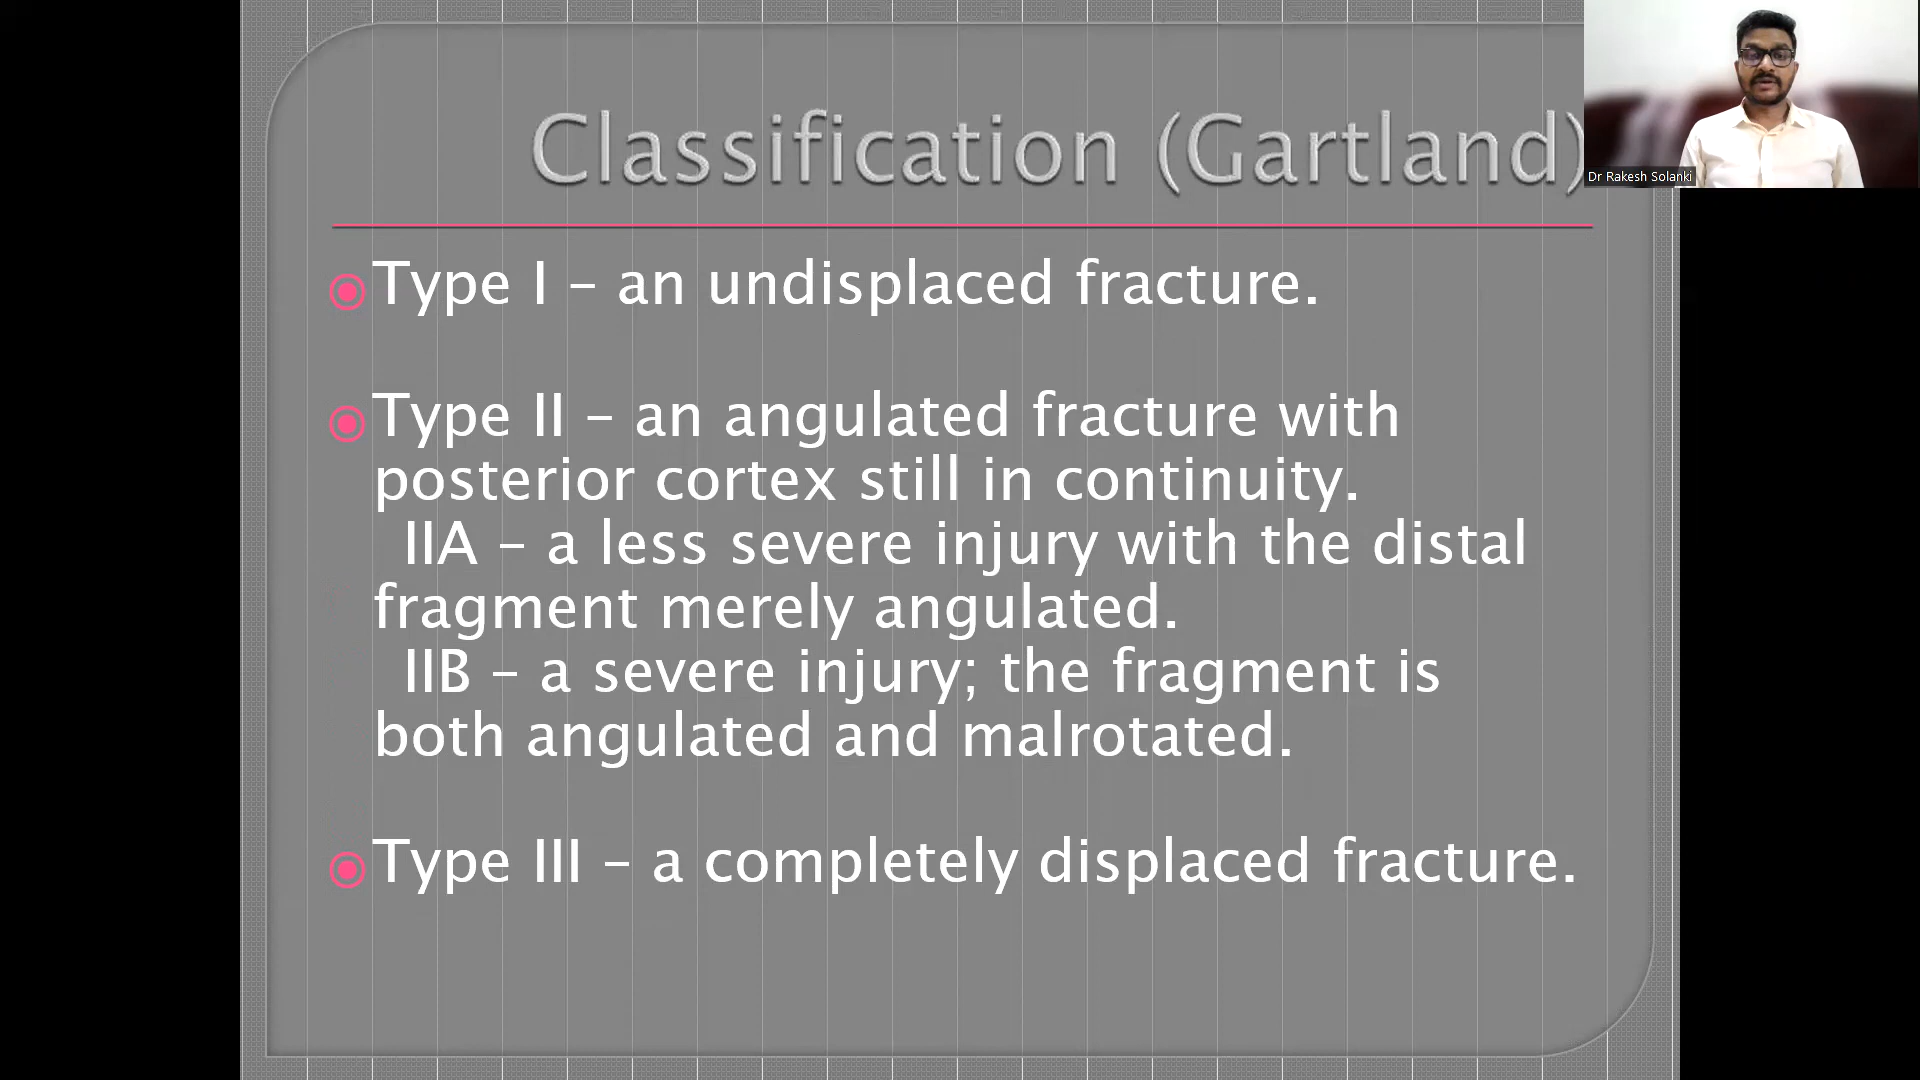 Classification (Gartland)
Dr Rakesh Solanki
Type I – an undisplaced fracture.
Type II – an angulated fracture with
posterior cortex still in continuity.
IIA – a less severe injury with the distal
fragment merely angulated.
IIB – a severe injury; the fragment is
both angulated and malrotated.
Type III – a completely displaced fracture.